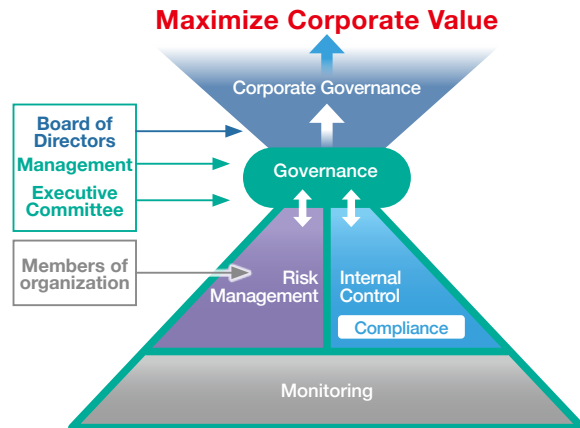 Maximize Corporate Value
Corporate Governance
Board of
Directors
Management
Executive
Committee
Governance
Members of
organization
Risk
Management
Internal
Control
Compliance
Monitoring